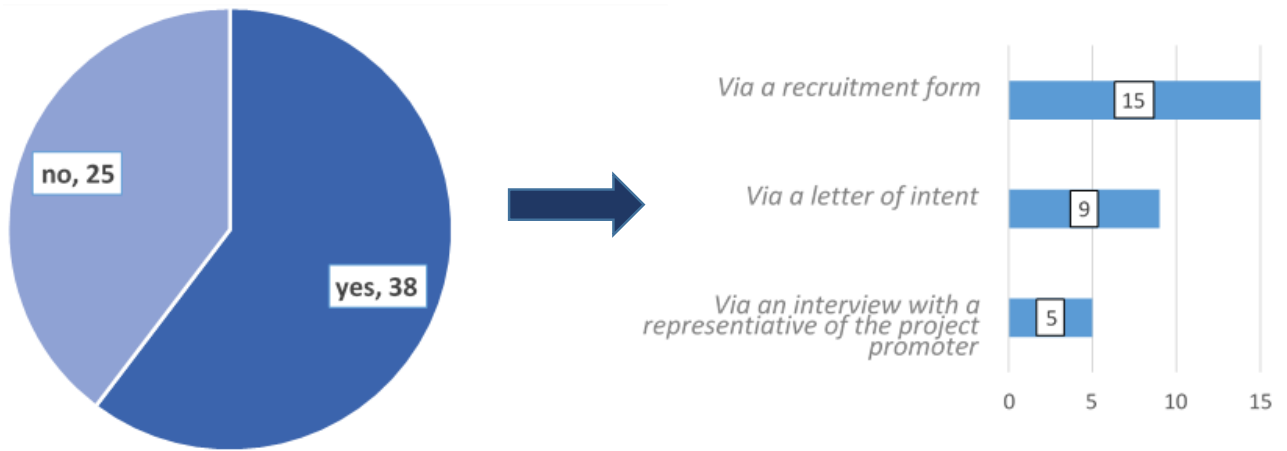 no, 25
yes, 38
Via a recruitment form
15
Via a letter of intent
9
Via an interview with a
representiative of the project
promoter
5
0 5 10 15